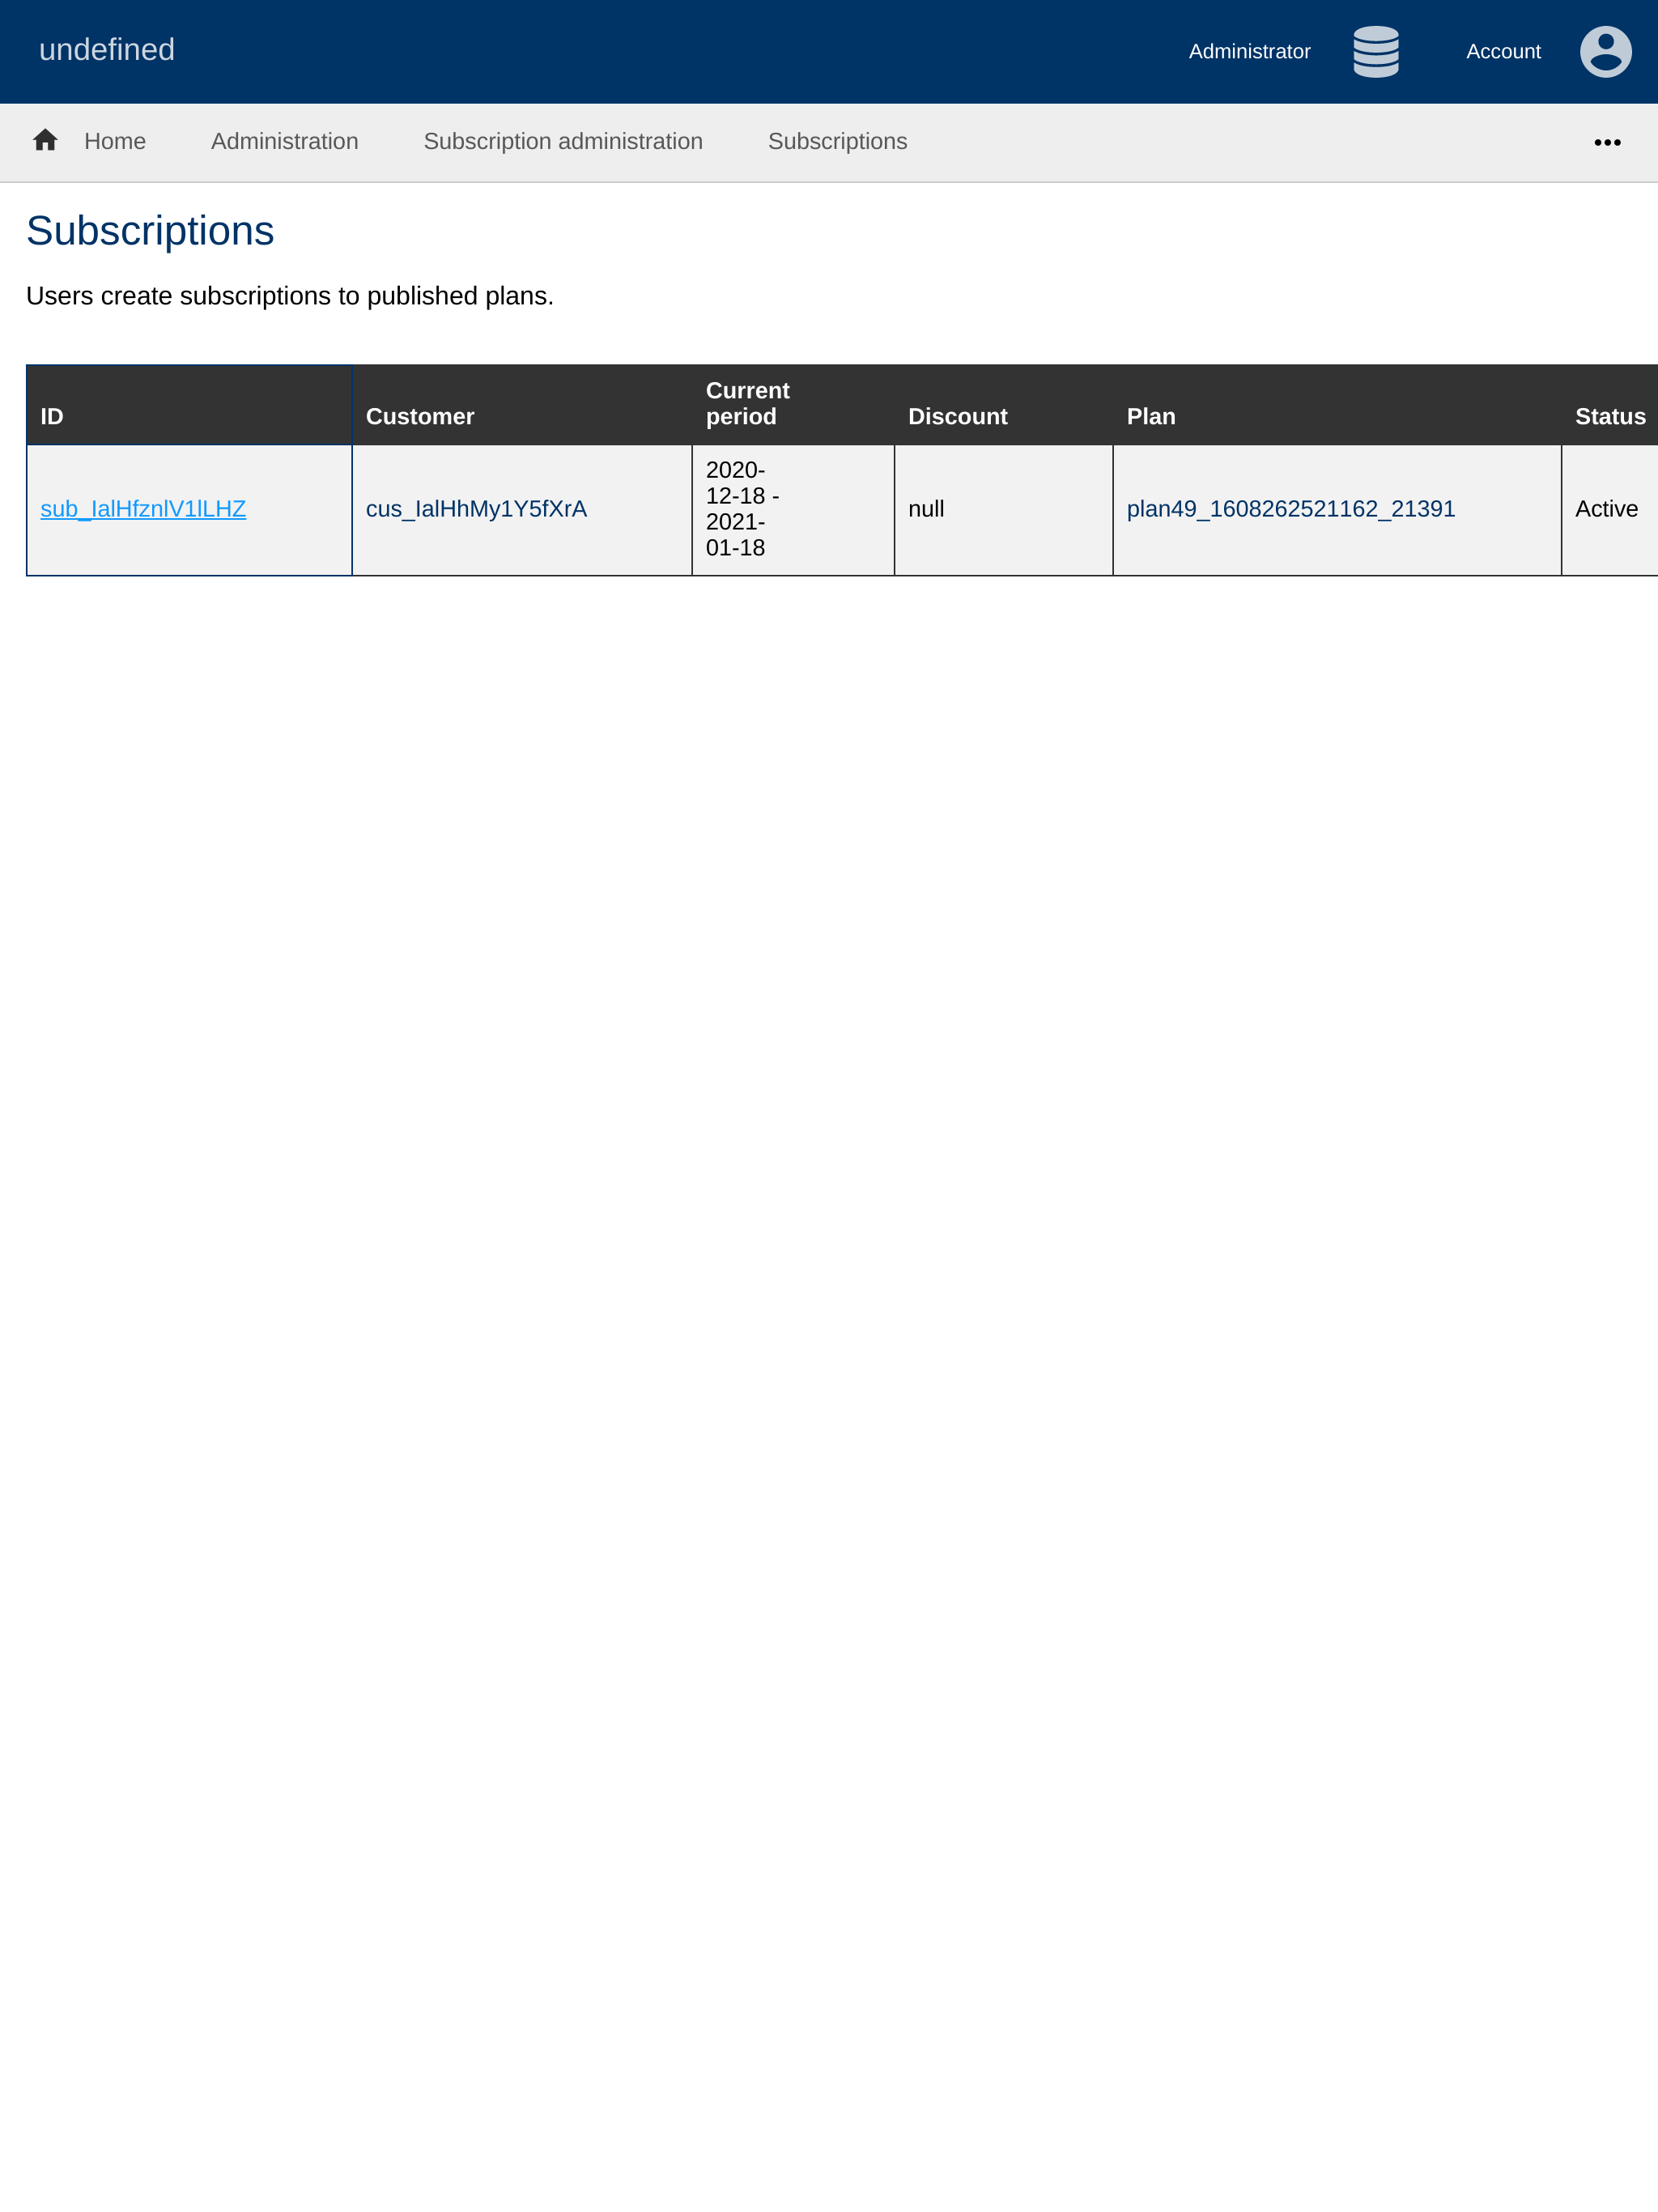 undefined
Administrator
Account
Home
Administration
Subscription administration
Subscriptions
Subscriptions
Users create subscriptions to published plans.
ID
Customer
Current
period
Discount
Plan
Status
sub_IalHfznlV1lLHZ
cus_IalHhMy1Y5fXrA
2020-
12-18 -
2021-
01-18
null
plan49_1608262521162_21391
Active